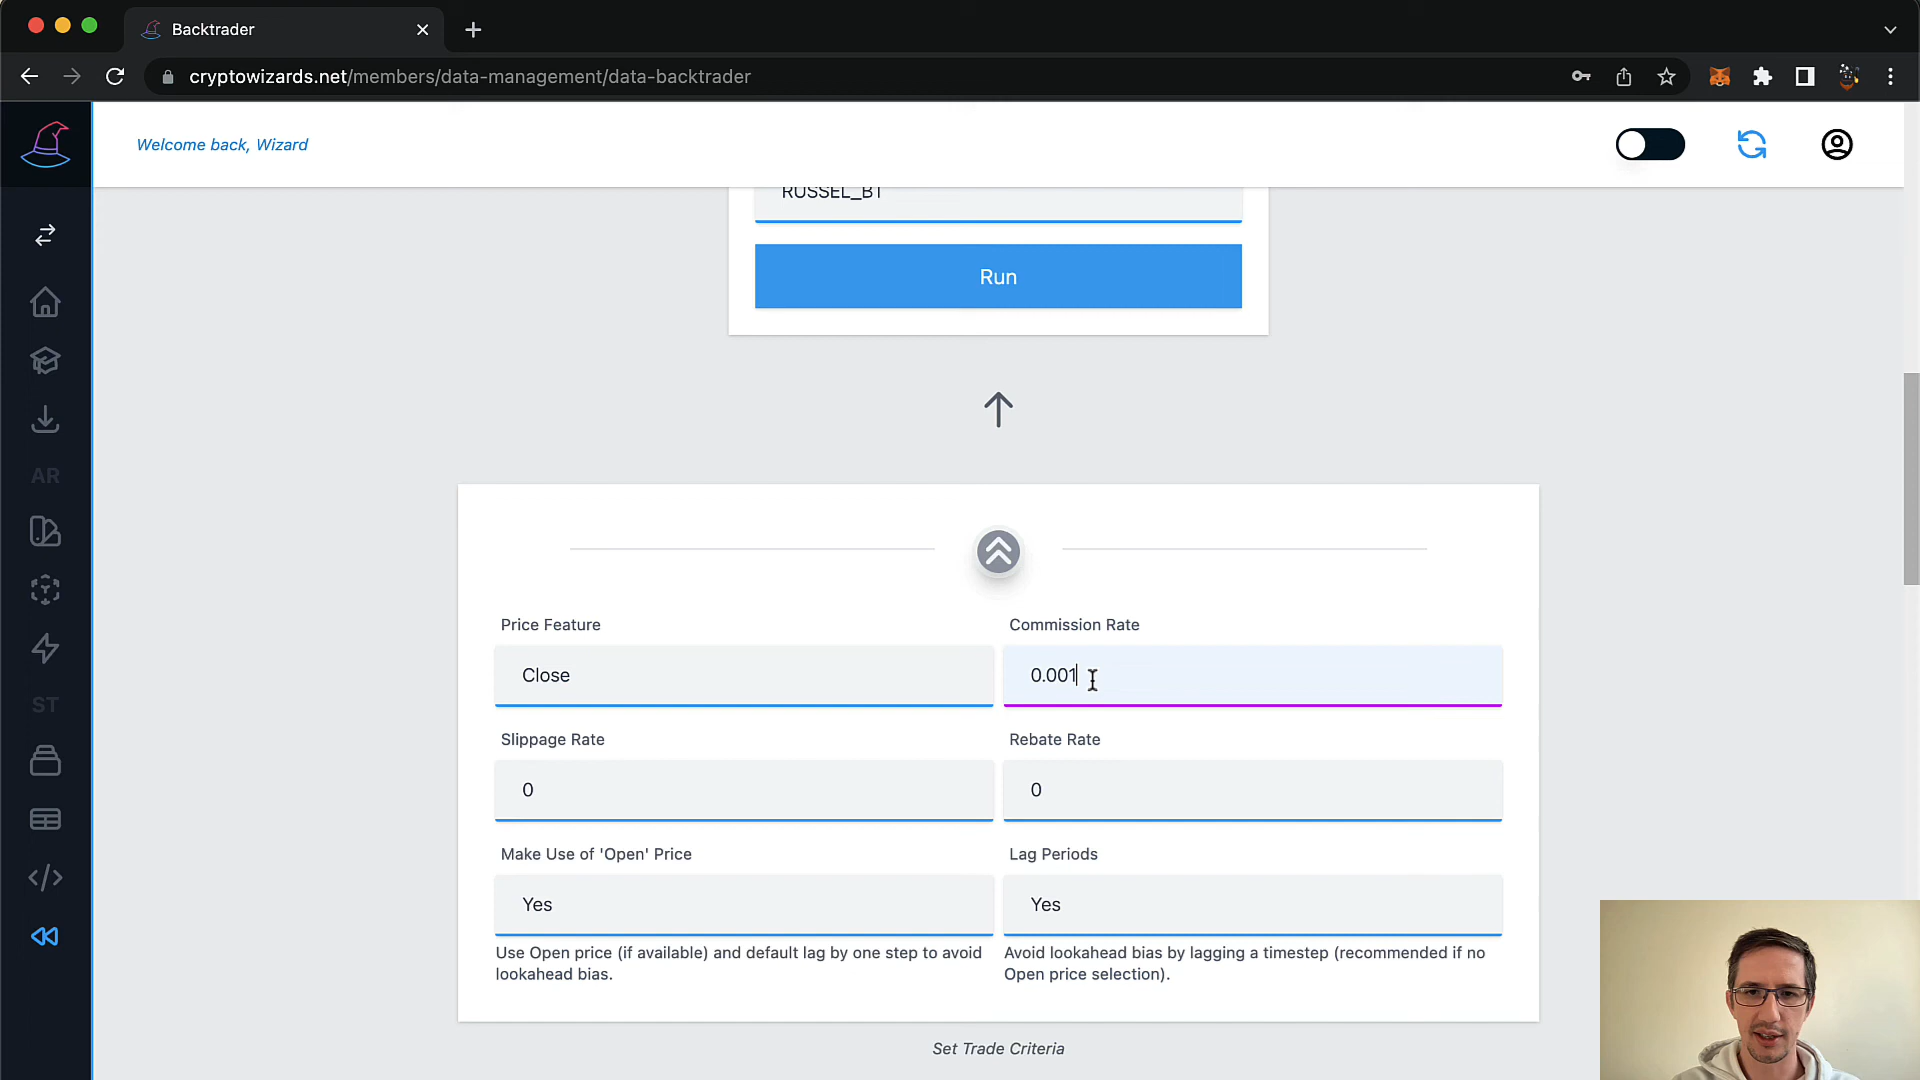 Backtrader
cryptowizards.net/members/data-management/data-backtrader
Welcome back, Wizard
RUSSEL_BT
Run
AR
ST
Price Feature
Commission Rate
Close
0.001
Slippage Rate
Rebate Rate
0
0
Make Use of 'Open' Price
Lag Periods
Yes
Yes
Use Open price (if available) and default lag by one step to avoid
lookahead bias.
Avoid lookahead bias by lagging a timestep (recommended if no
Open price selection).
Set Trade Criteria